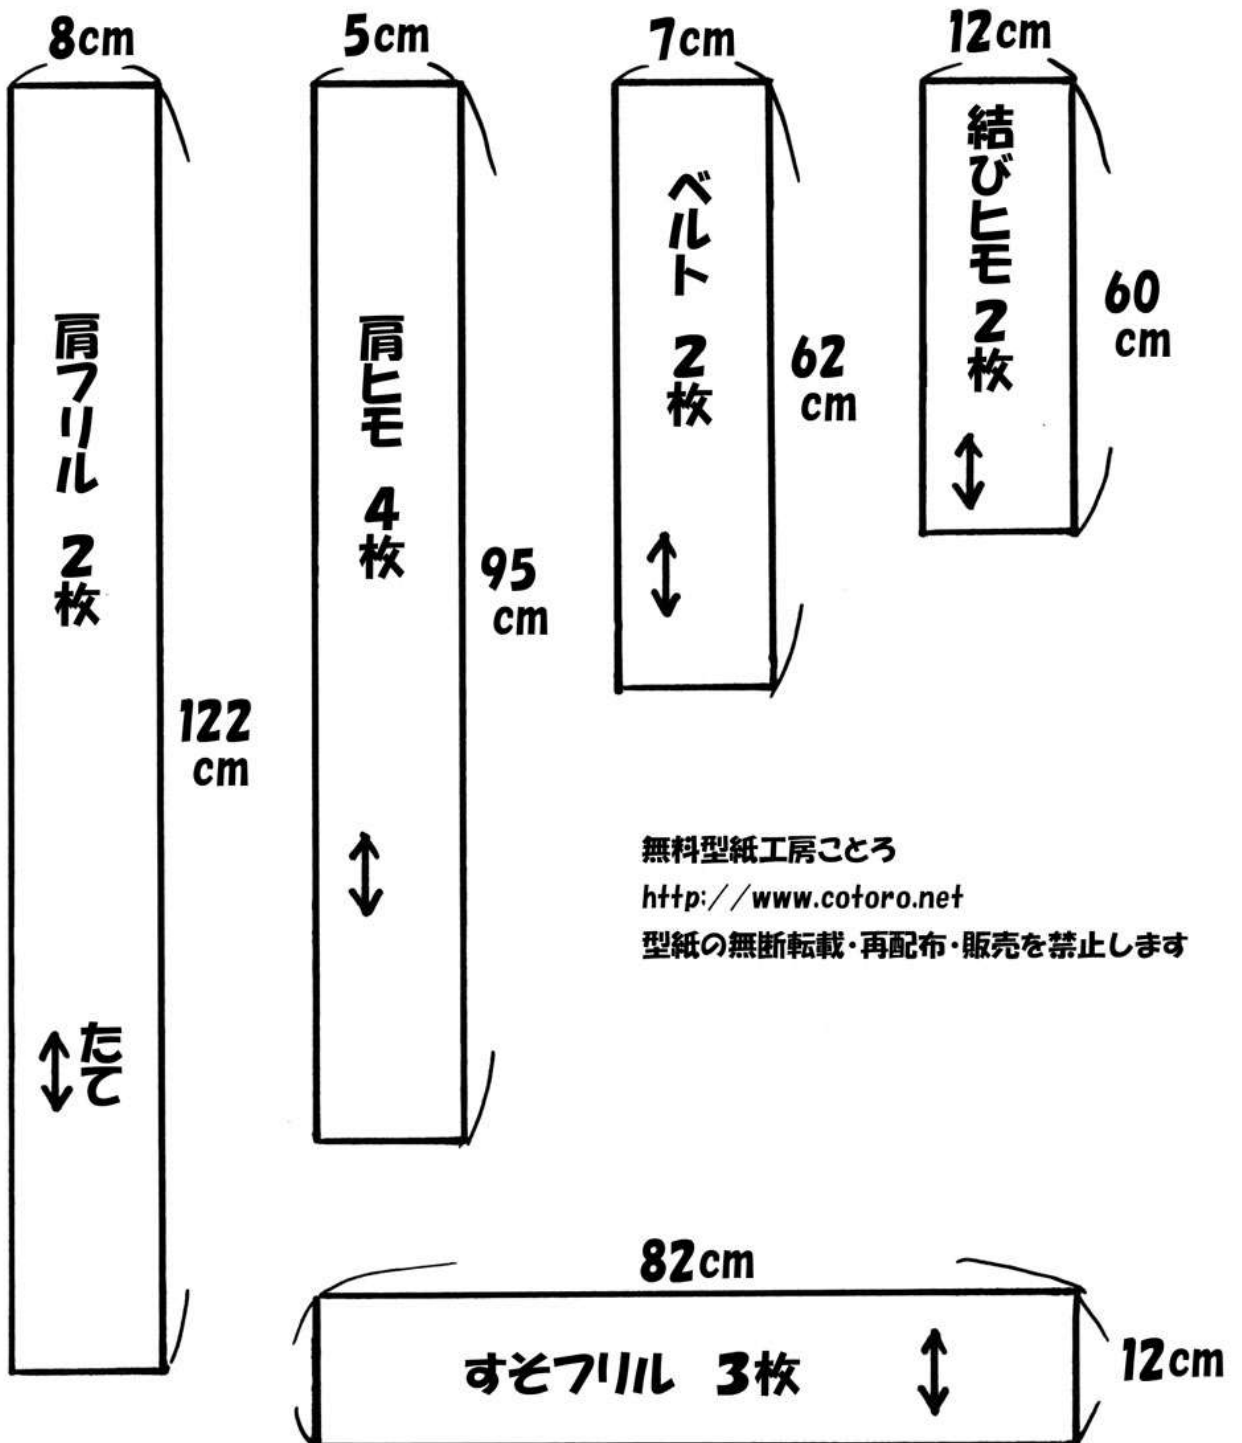 8cm
肩フリル 2枚
たて
122
cm
5cm
肩ヒモ 4枚
95
cm
7cm
ベルト 2枚
62
cm
12cm
結びヒモ 2枚
60
cm
無料型紙工房ことろ
http://www.cotoro.net
型紙の無断転載・再配布・販売を禁止します
82cm
すそフリル 3枚
12cm